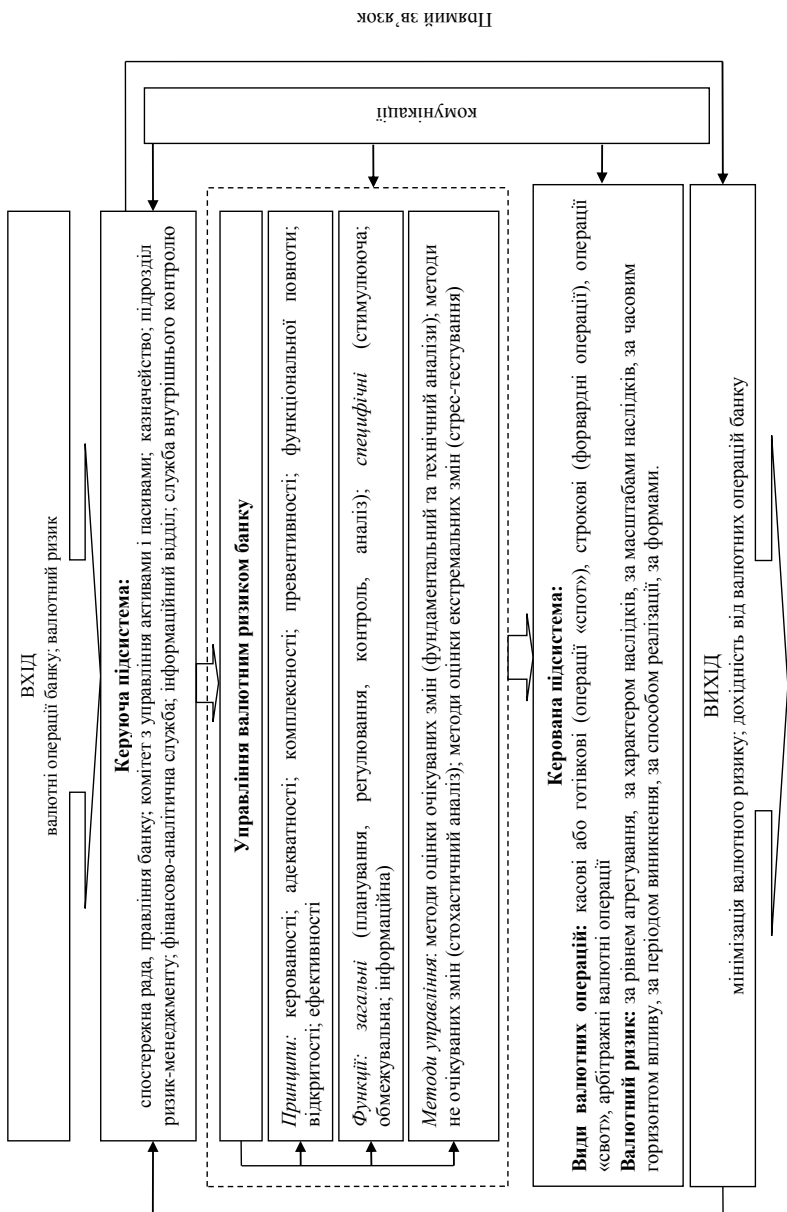 ВХІД
валютні операції банку; валютний ризик
Керуюча підсистема:
спостережна рада, правління банку; комітет з управління активами і пасивами; казначейство; підрозділ
ризик-менеджменту; фінансово-аналітична служба; інформаційний відділ; служба внутрішнього контролю
Управління валютним ризиком банку
Принципи: керованості; адекватності; комплексності; превентивності; функціональної повноти;
відкритості; ефективності
Функції: загальні (планування, регулювання, контроль, аналіз); специфічні (стимулююча;
обмежувальна; інформаційна)
Методи управління: методи оцінки очікуваних змін (фундаментальний та технічний аналізи); методи
не очікуваних змін (стохастичний аналіз); методи оцінки екстремальних змін (стрес-тестування)
Керована підсистема:
Види валютних операцій: касові або готівкові (операції «спот»), строкові (форвардні операції), операції
«своп», арбітражні валютні операції
Валютний ризик: за рівнем агрегування, за характером наслідків, за масштабами наслідків, за часовим
горизонтом впливу, за періодом виникнення, за способом реалізації, за формами.
ВИХІД
мінімізація валютного ризику; дохідність від валютних операцій банку
комунікації
Прямий зв’язок